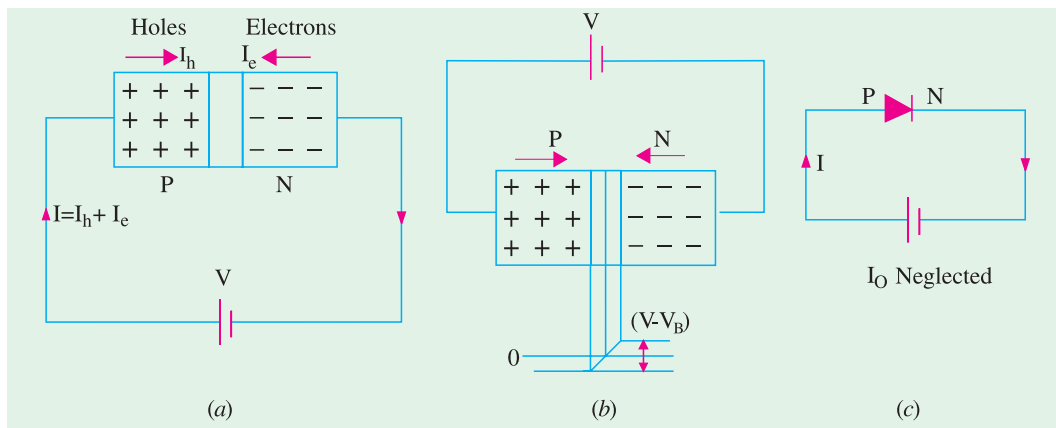 Holes Electrons
I_h I_e
+ + + − − −
+ + + − − −
+ + + − − −
P N
I=I_h+ I_e
V
(a)
V
P N
+ + + − − −
+ + + − − −
+ + + − − −
(V-V_B)
0
(b)
P N
I
I_O Neglected
(c)